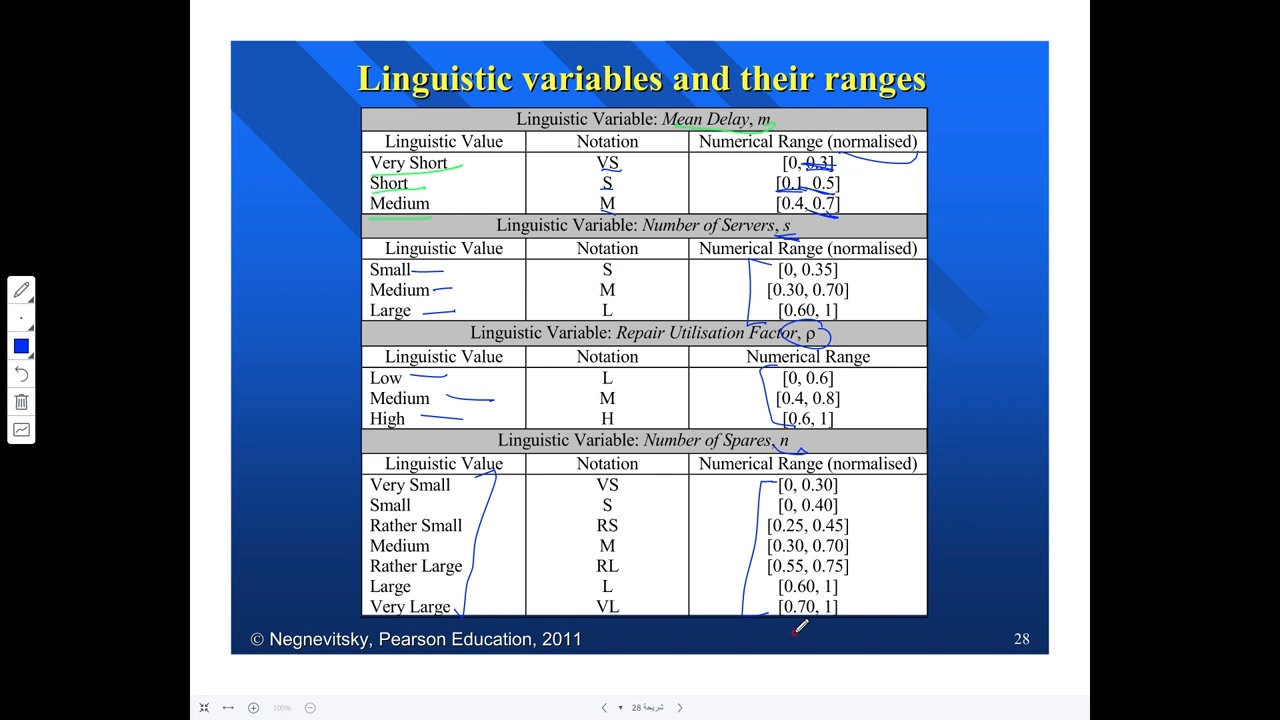 Linguistic variables and their ranges
Linguistic Variable: Mean Delay, m
Linguistic Value Notation Numerical Range (normalised)
Very Short VS [0, 0.3]
Short S [0.1, 0.5]
Medium M [0.4, 0.7]
Linguistic Variable: Number of Servers, s
Linguistic Value Notation Numerical Range (normalised)
Small S [0, 0.35]
Medium M [0.30, 0.70]
Large L [0.60, 1]
Linguistic Variable: Repair Utilisation Factor, ρ
Linguistic Value Notation Numerical Range
Low L [0, 0.6]
Medium M [0.4, 0.8]
High H [0.6, 1]
Linguistic Variable: Number of Spares, n
Linguistic Value Notation Numerical Range (normalised)
Very Small VS [0, 0.30]
Small S [0, 0.40]
Rather Small RS [0.25, 0.45]
Medium M [0.30, 0.70]
Rather Large RL [0.55, 0.75]
Large L [0.60, 1]
Very Large VL [0.70, 1]
© Negnevitsky, Pearson Education, 2011 28
100% شريحة 28